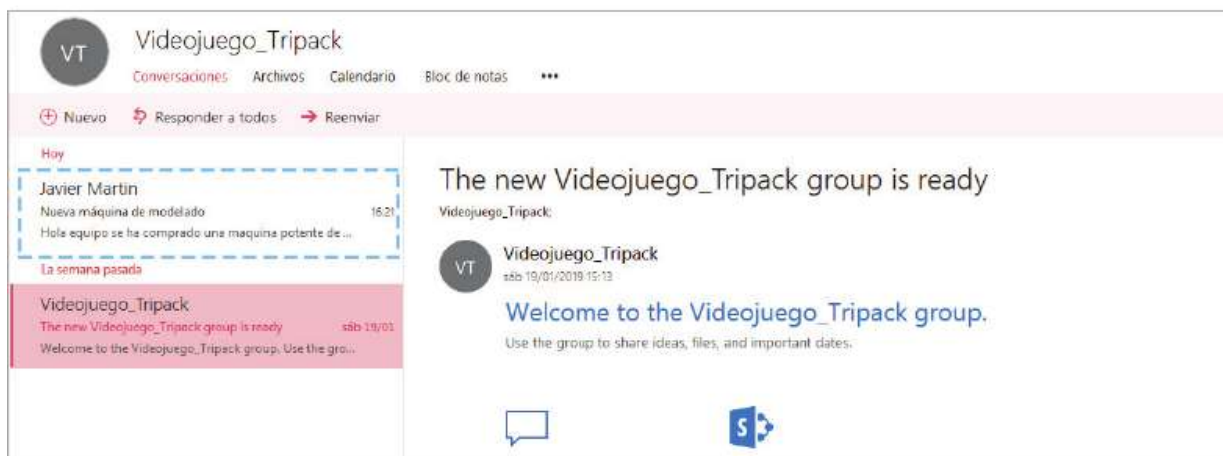 VT
Videojuego_Tripack
Conversaciones Archivos Calendario Bloc de notas •••
Nuevo Responder a todos Reenviar
Hoy
Javier Martin
Nueva máquina de modelado 16:21
Hola equipo se ha comprado una maquina potente de ...
La semana pasada
Videojuego_Tripack
The new Videojuego_Tripack group is ready sáb 19/01
Welcome to the Videojuego_Tripack group. Use the gro...
The new Videojuego_Tripack group is ready
Videojuego_Tripack;
VT
Videojuego_Tripack
sáb 19/01/2019 15:13
Welcome to the Videojuego_Tripack group.
Use the group to share ideas, files, and important dates.
S